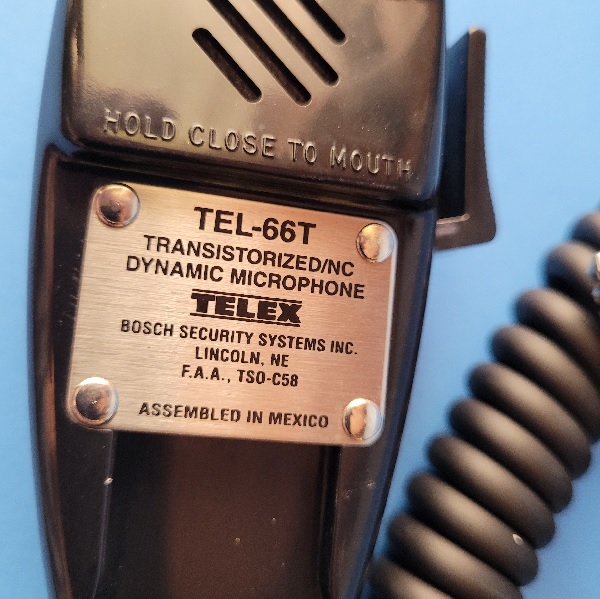 HOLD CLOSE TO MOUTH
TEL-66T
TRANSISTORIZED/NC
DYNAMIC MICROPHONE
TELEX
BOSCH SECURITY SYSTEMS INC.
LINCOLN, NE
F.A.A., TSO-C58
ASSEMBLED IN MEXICO